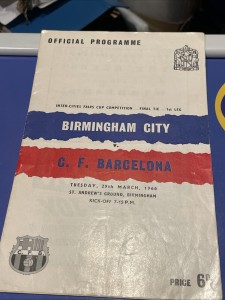 OFFICIAL PROGRAMME
INTER-CITIES FAIRS CUP COMPETITION . FINAL TIE . 1st LEG
BIRMINGHAM CITY
v.
C. F. BARCELONA
TUESDAY, 29th MARCH, 1960
ST. ANDREW'S GROUND, BIRMINGHAM
KICK-OFF 7-15 P.M.
PRICE 6D